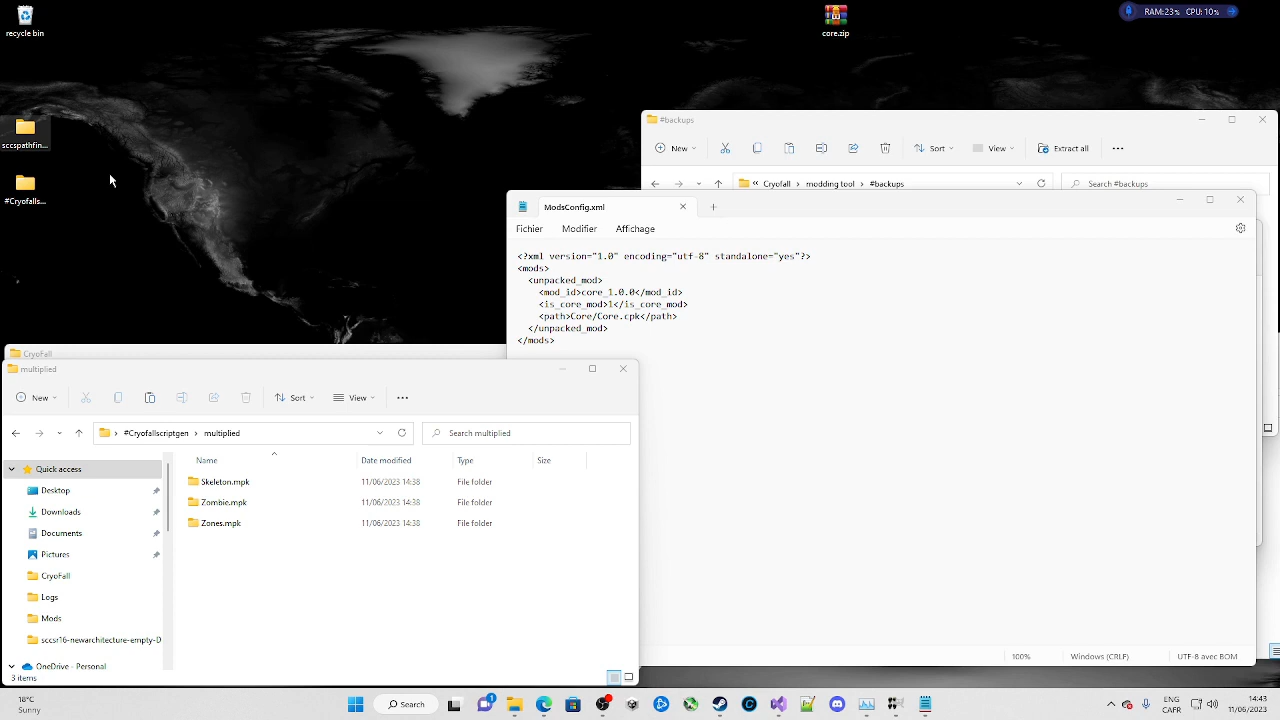 recycle bin
core.zip
RAM:23% CPU:10%
sccspathfin...
#Cryofalls...
#backups
New
Sort
View
Extract all
Cryofall
modding tool
#backups
Search #backups
ModsConfig.xml
Fichier
Modifier
Affichage
<?xml version="1.0" encoding="utf-8" standalone="yes"?>
<mods>
<unpacked_mod>
<mod_id>core_1.0.0</mod_id>
<is_core_mod>1</is_core_mod>
<path>Core/Core.cpk</path>
</unpacked_mod>
</mods>
100%
Windows (CRLF)
UTF-8 avec BOM
CryoFall
multiplied
New
Sort
View
#Cryofallscriptgen
multiplied
Search multiplied
Name
Date modified
Type
Size
Quick access
Desktop
Downloads
Documents
Pictures
CryoFall
Logs
Mods
sccsr16-newarchitecture-empty-D
OneDrive - Personal
Skeleton.mpk 11/06/2023 14:38 File folder
Zombie.mpk 11/06/2023 14:38 File folder
Zones.mpk 11/06/2023 14:38 File folder
3 items
18°C
Sunny
Search
1
ENG
CAFR
14:43
11/06/2023